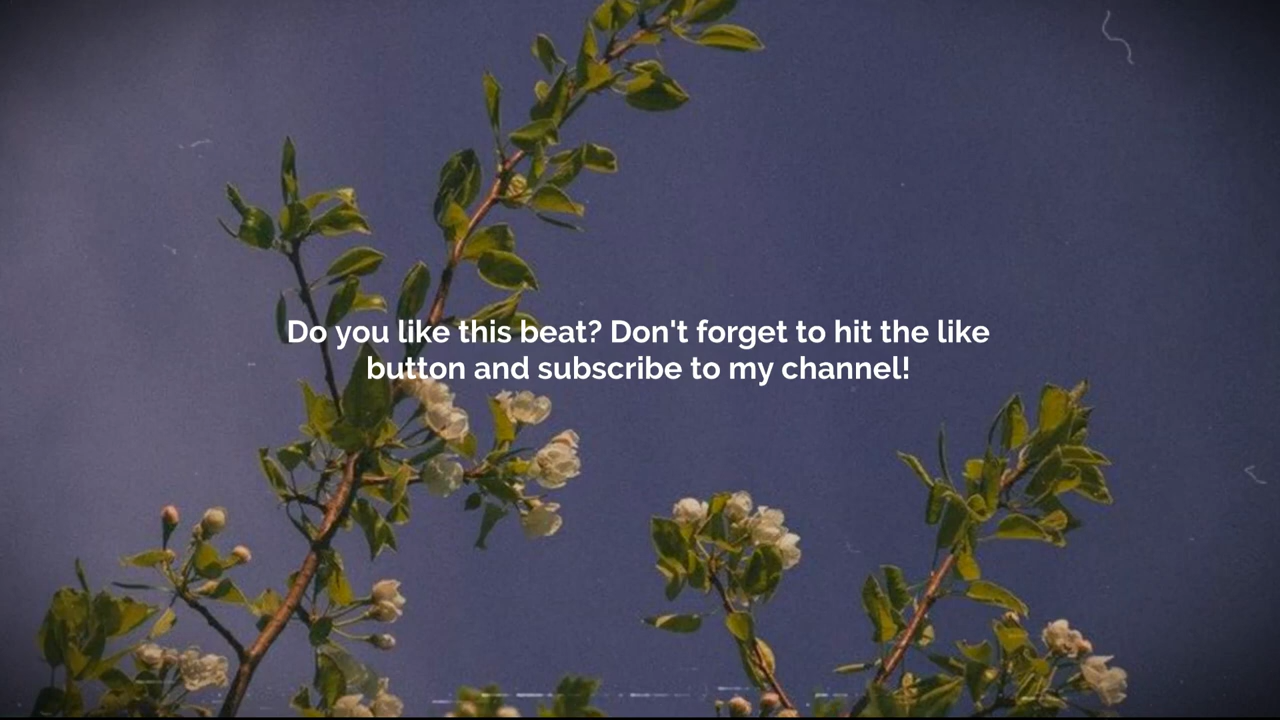 Do you like this beat? Don't forget to hit the like
button and subscribe to my channel!